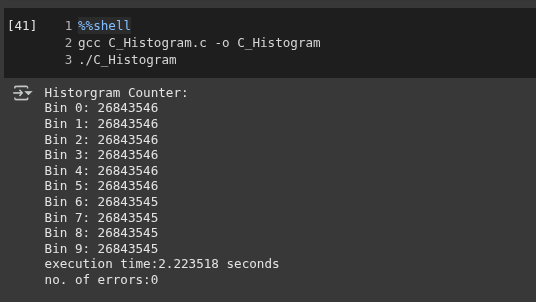 [41] 1 %%shell
2 gcc C_Histogram.c -o C_Histogram
3 ./C_Histogram
Historgram Counter:
Bin 0: 26843546
Bin 1: 26843546
Bin 2: 26843546
Bin 3: 26843546
Bin 4: 26843546
Bin 5: 26843546
Bin 6: 26843545
Bin 7: 26843545
Bin 8: 26843545
Bin 9: 26843545
execution time:2.223518 seconds
no. of errors:0